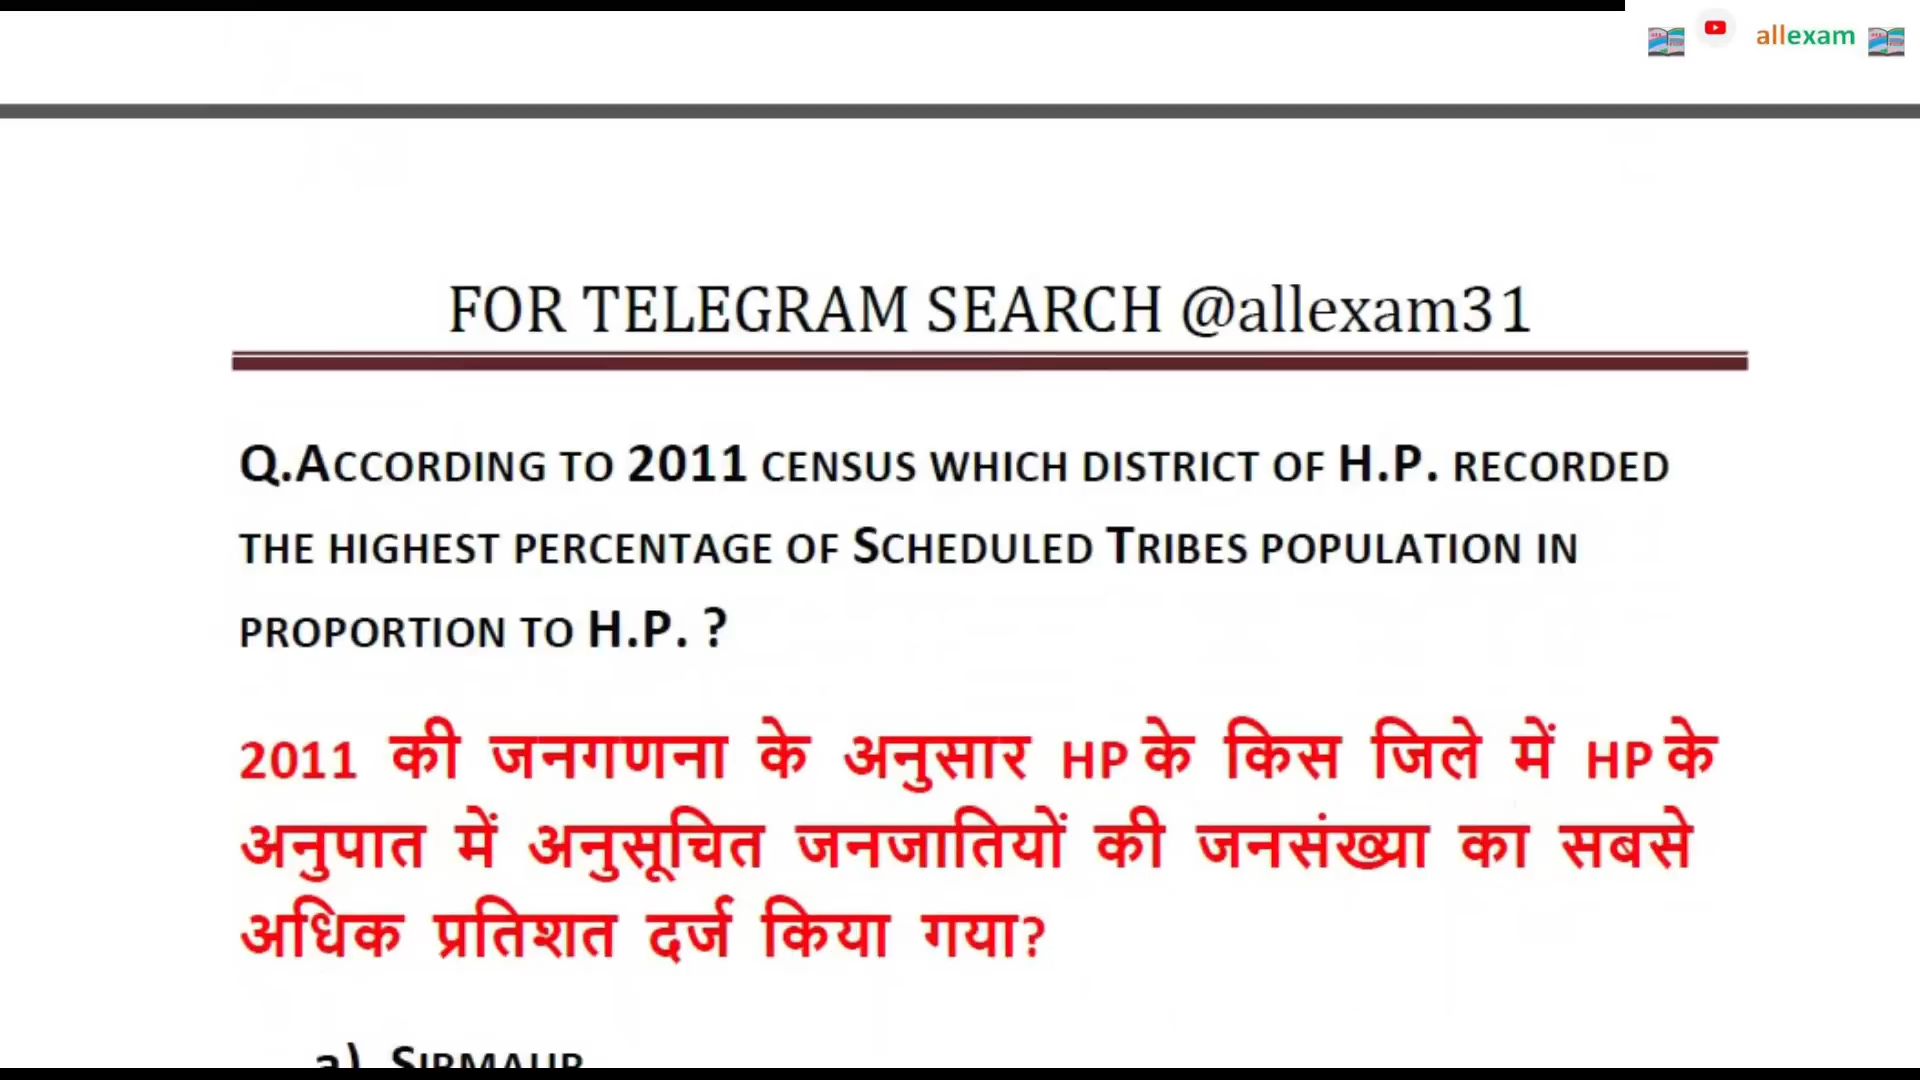 allexam
FOR TELEGRAM SEARCH @allexam31
Q.ACCORDING TO 2011 CENSUS WHICH DISTRICT OF H.P. RECORDED
THE HIGHEST PERCENTAGE OF SCHEDULED TRIBES POPULATION IN
PROPORTION TO H.P. ?
2011 की जनगणना के अनुसार HP के किस जिले में HP के
अनुपात में अनुसूचित जनजातियों की जनसंख्या का सबसे
अधिक प्रतिशत दर्ज किया गया?
a) SIRMAUR